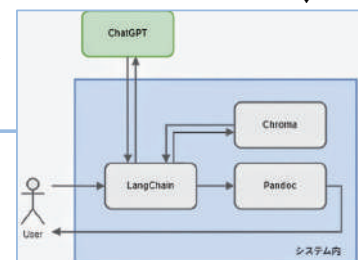 ChatGPT
Chroma
LangChain
Pandoc
User
システム内